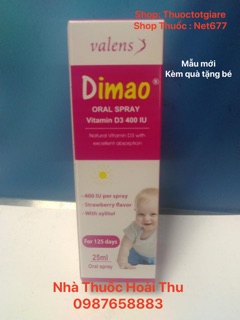 Shop: Thuoctotgiare
Shop Thuốc : Net677
valens
Mẫu mới
Kèm quà tặng bé
Dimao®
ORAL SPRAY
Vitamin D3 400 IU
Natural Vitamin D3 with
excellent absorption
- 400 IU per spray
- Strawberry flavor
- With xylitol
For 125 days
25ml
Oral spray
Nhà Thuốc Hoài Thu
0987658883